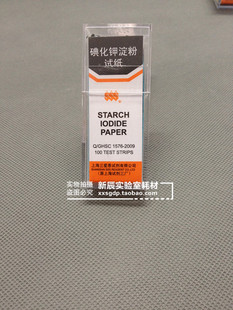 碘化钾淀粉
试纸
SSS
STARCH
IODIDE
PAPER
Q/GHSC 1576-2009
100 TEST STRIPS
实物拍摄
新辰实验室耗材
xxsgdp.taobao.com